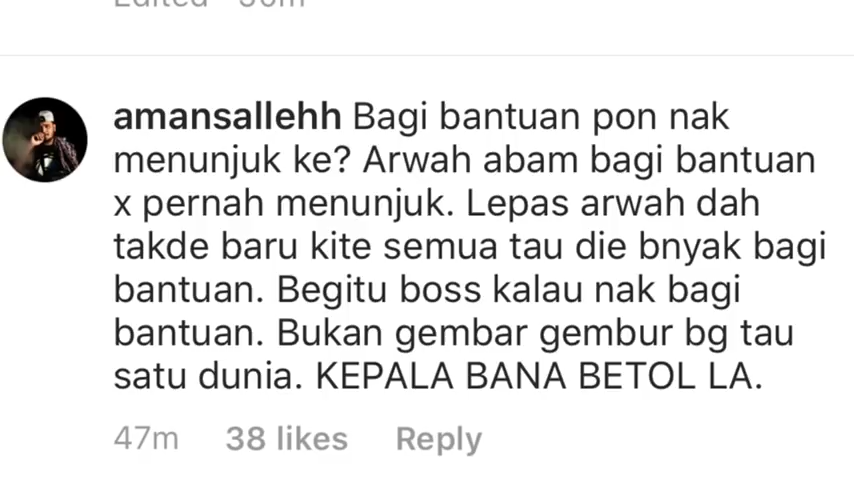 Edited 30m
amansallehh Bagi bantuan pon nak
menunjuk ke? Arwah abam bagi bantuan
x pernah menunjuk. Lepas arwah dah
takde baru kite semua tau die bnyak bagi
bantuan. Begitu boss kalau nak bagi
bantuan. Bukan gembar gembur bg tau
satu dunia. KEPALA BANA BETOL LA.
47m 38 likes Reply